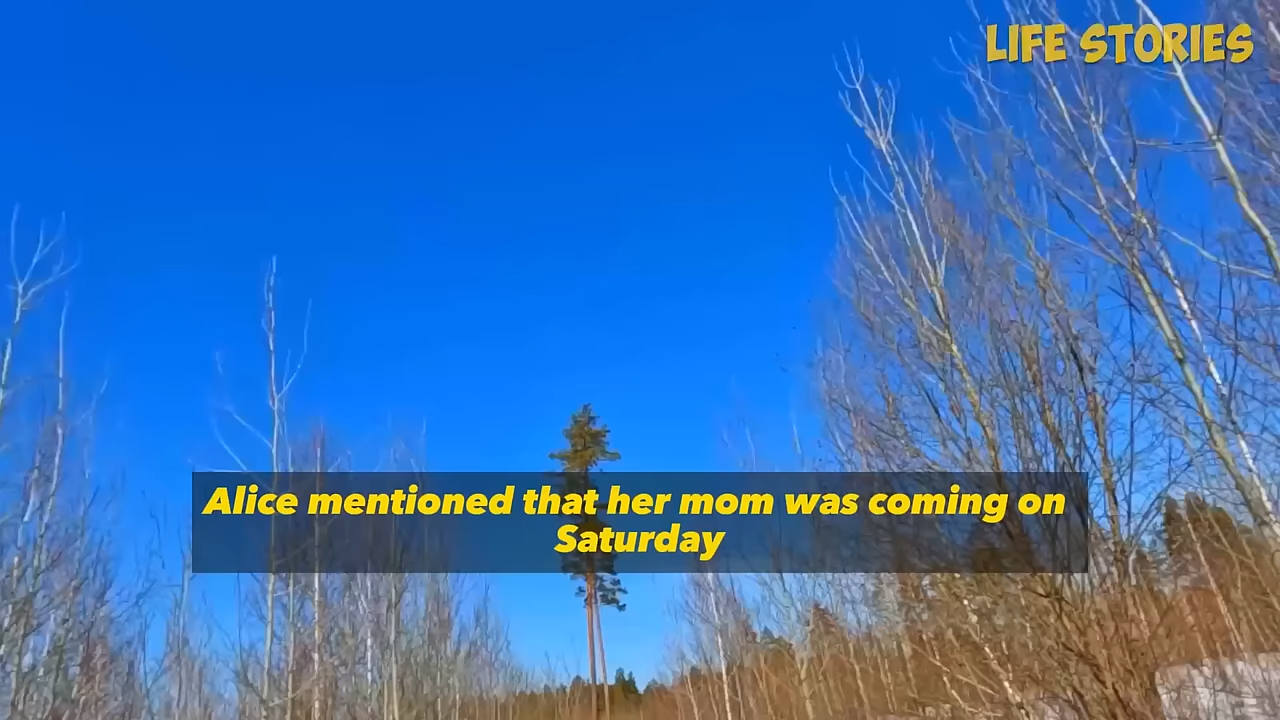 LIFE STORIES
Alice mentioned that her mom was coming on
Saturday